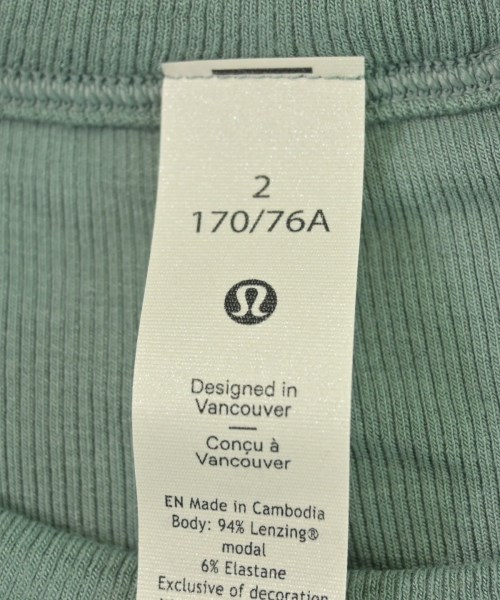 2
170/76A
Designed in
Vancouver
Conçu à
Vancouver
EN Made in Cambodia
Body: 94% Lenzing®
modal
6% Elastane
Exclusive of decoration